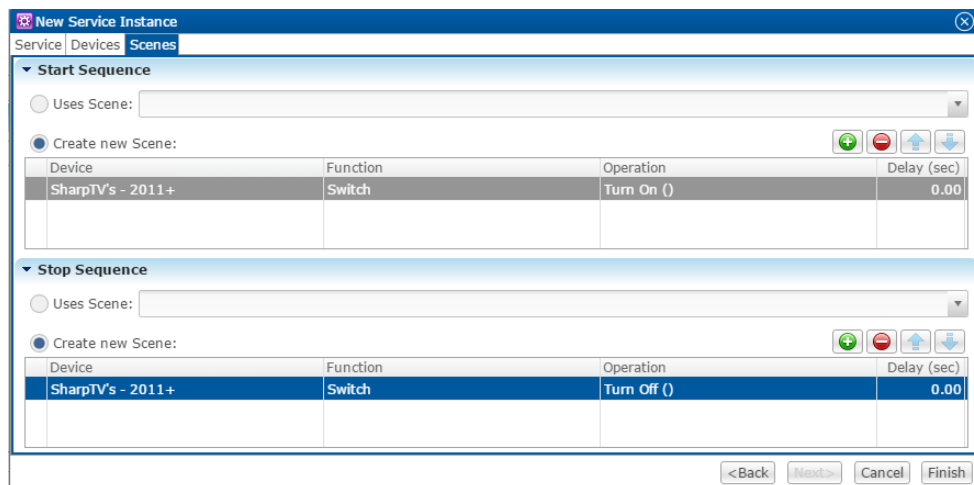 New Service Instance
Service Devices Scenes
Start Sequence
Uses Scene:
Create new Scene:
Device Function Operation Delay (sec)
SharpTV's - 2011+ Switch Turn On () 0.00
Stop Sequence
Uses Scene:
Create new Scene:
Device Function Operation Delay (sec)
SharpTV's - 2011+ Switch Turn Off () 0.00
<Back Next> Cancel Finish